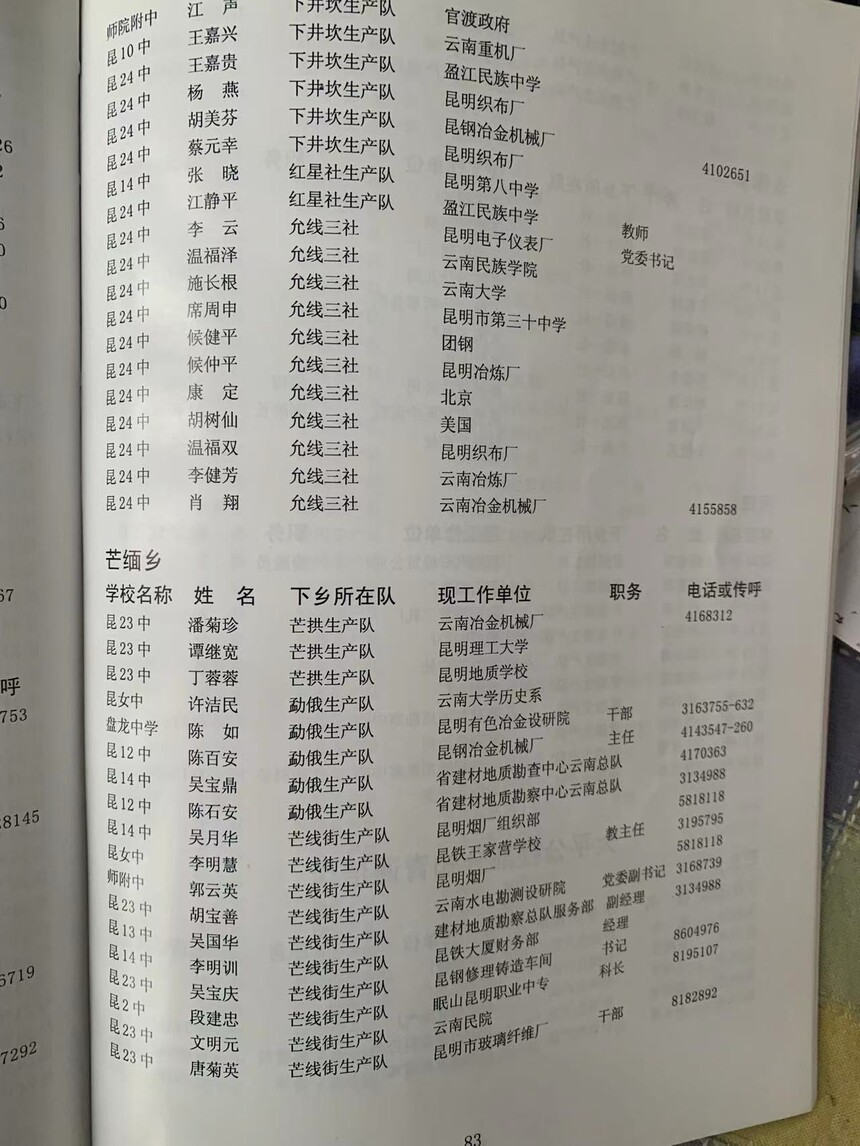 67
呼
753
28145
6719
7292
师院附中 江 声 下井坎生产队 官渡政府
昆10中 王嘉兴 下井坎生产队 云南重机厂
昆24中 王嘉贵 下井坎生产队 盈江民族中学
昆24中 杨 燕 下井坎生产队 昆明织布厂
昆24中 胡美芬 下井坎生产队 昆钢冶金机械厂
昆24中 蔡元幸 下井坎生产队 昆明织布厂 4102651
昆14中 张 晓 红星社生产队 昆明第八中学
昆24中 江静平 红星社生产队 盈江民族中学 教师
昆24中 李 云 允线三社 昆明电子仪表厂 党委书记
昆24中 温福泽 允线三社 云南民族学院
昆24中 施长根 允线三社 云南大学
昆24中 席周申 允线三社 昆明市第三十中学
昆24中 候健平 允线三社 团钢
昆24中 候仲平 允线三社 昆明冶炼厂
昆24中 康 定 允线三社 北京
昆24中 胡树仙 允线三社 美国
昆24中 温福双 允线三社 昆明织布厂
昆24中 李健芳 允线三社 云南冶炼厂
昆24中 肖 翔 允线三社 云南冶金机械厂 4155858
芒缅乡
学校名称 姓 名 下乡所在队 现工作单位 职务 电话或传呼
昆23中 潘菊珍 芒拱生产队 云南冶金机械厂 4168312
昆23中 谭继宽 芒拱生产队 昆明理工大学
昆23中 丁蓉蓉 芒拱生产队 昆明地质学校
昆女中 许洁民 勐俄生产队 云南大学历史系
盘龙中学 陈 如 勐俄生产队 昆明有色冶金设研院 干部 3163755-632
昆12中 陈百安 勐俄生产队 昆钢冶金机械厂 主任 4143547-260
昆14中 吴宝鼎 勐俄生产队 省建材地质勘查中心云南总队 4170363
昆12中 陈石安 勐俄生产队 省建材地质勘察中心云南总队 3134988
昆14中 吴月华 芒线街生产队 昆明烟厂组织部 5818118
昆女中 李明慧 芒线街生产队 昆铁王家营学校 教主任 3195795
师附中 郭云英 芒线街生产队 昆明烟厂 5818118
昆23中 胡宝善 芒线街生产队 云南水电勘测设研院 党委副书记 3168739
昆13中 吴国华 芒线街生产队 建材地质勘察总队服务部 副经理 3134988
昆14中 李明训 芒线街生产队 昆铁大厦财务部 经理
昆23中 吴宝庆 芒线街生产队 昆钢修理铸造车间 书记 8604976
昆2中 段建忠 芒线街生产队 岷山昆明职业中专 科长 8195107
昆23中 文明元 芒线街生产队 云南民院
昆23中 唐菊英 芒线街生产队 昆明市玻璃纤维厂 干部 8182892
83